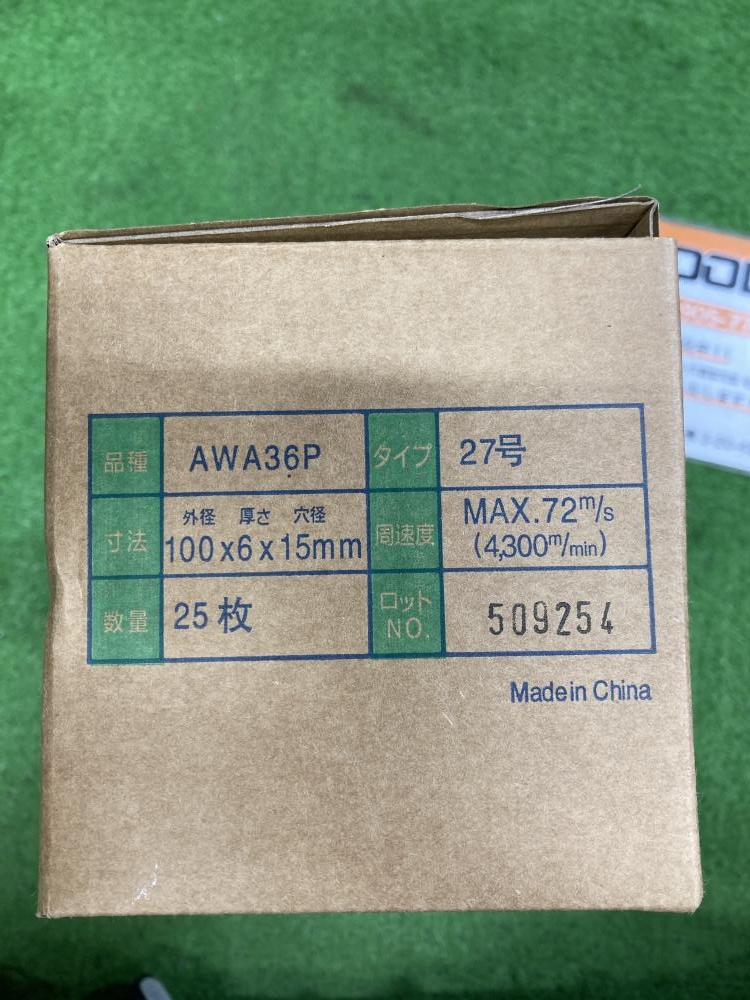 品種 AWA36P タイプ 27号
寸法 外径 厚さ 穴径 周速度 MAX.72m/s
100x6x15mm (4,300m/min)
数量 25枚 ロット NO. 509254
Made in China